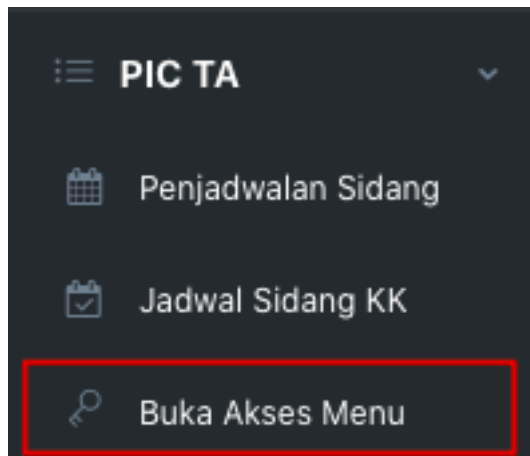 PIC TA
Penjadwalan Sidang
Jadwal Sidang KK
Buka Akses Menu